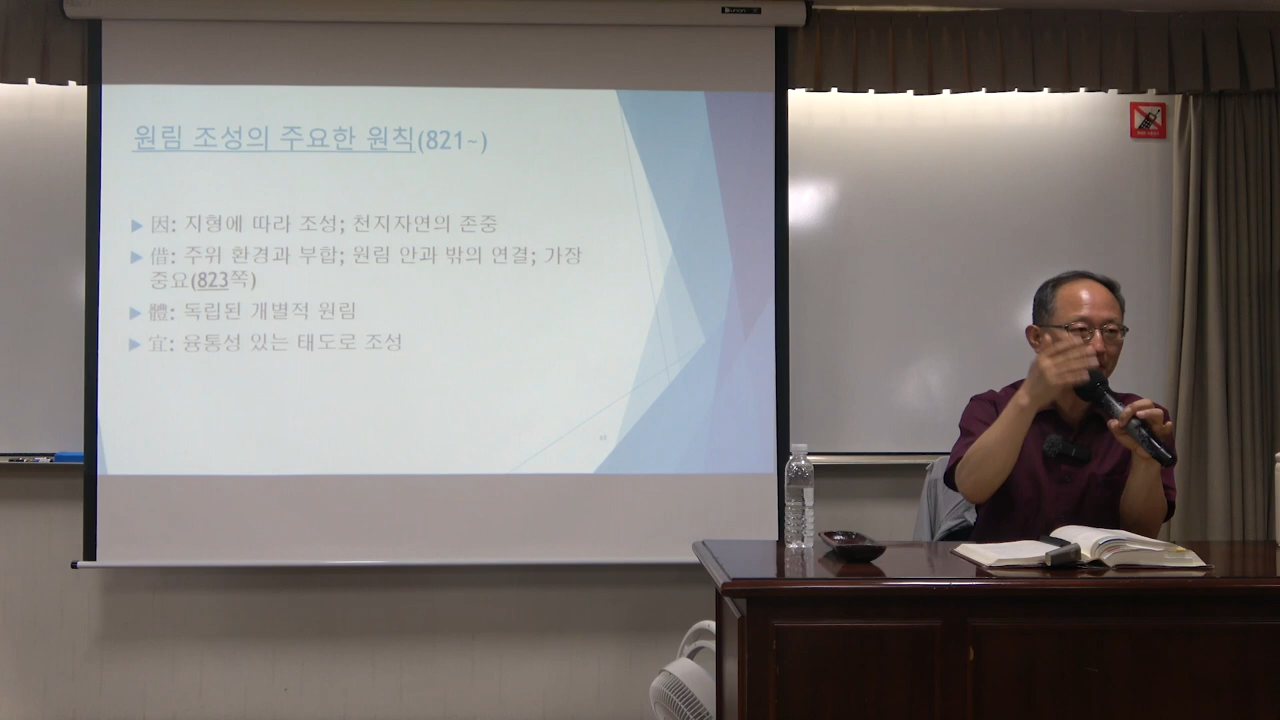 원림 조성의 주요한 원칙(821~)
▶ 因: 지형에 따라 조성; 천지자연의 존중
▶ 借: 주위 환경과 부합; 원림 안과 밖의 연결; 가장
중요(823쪽)
▶ 體: 독립된 개별적 원림
▶ 宜: 융통성 있는 태도로 조성